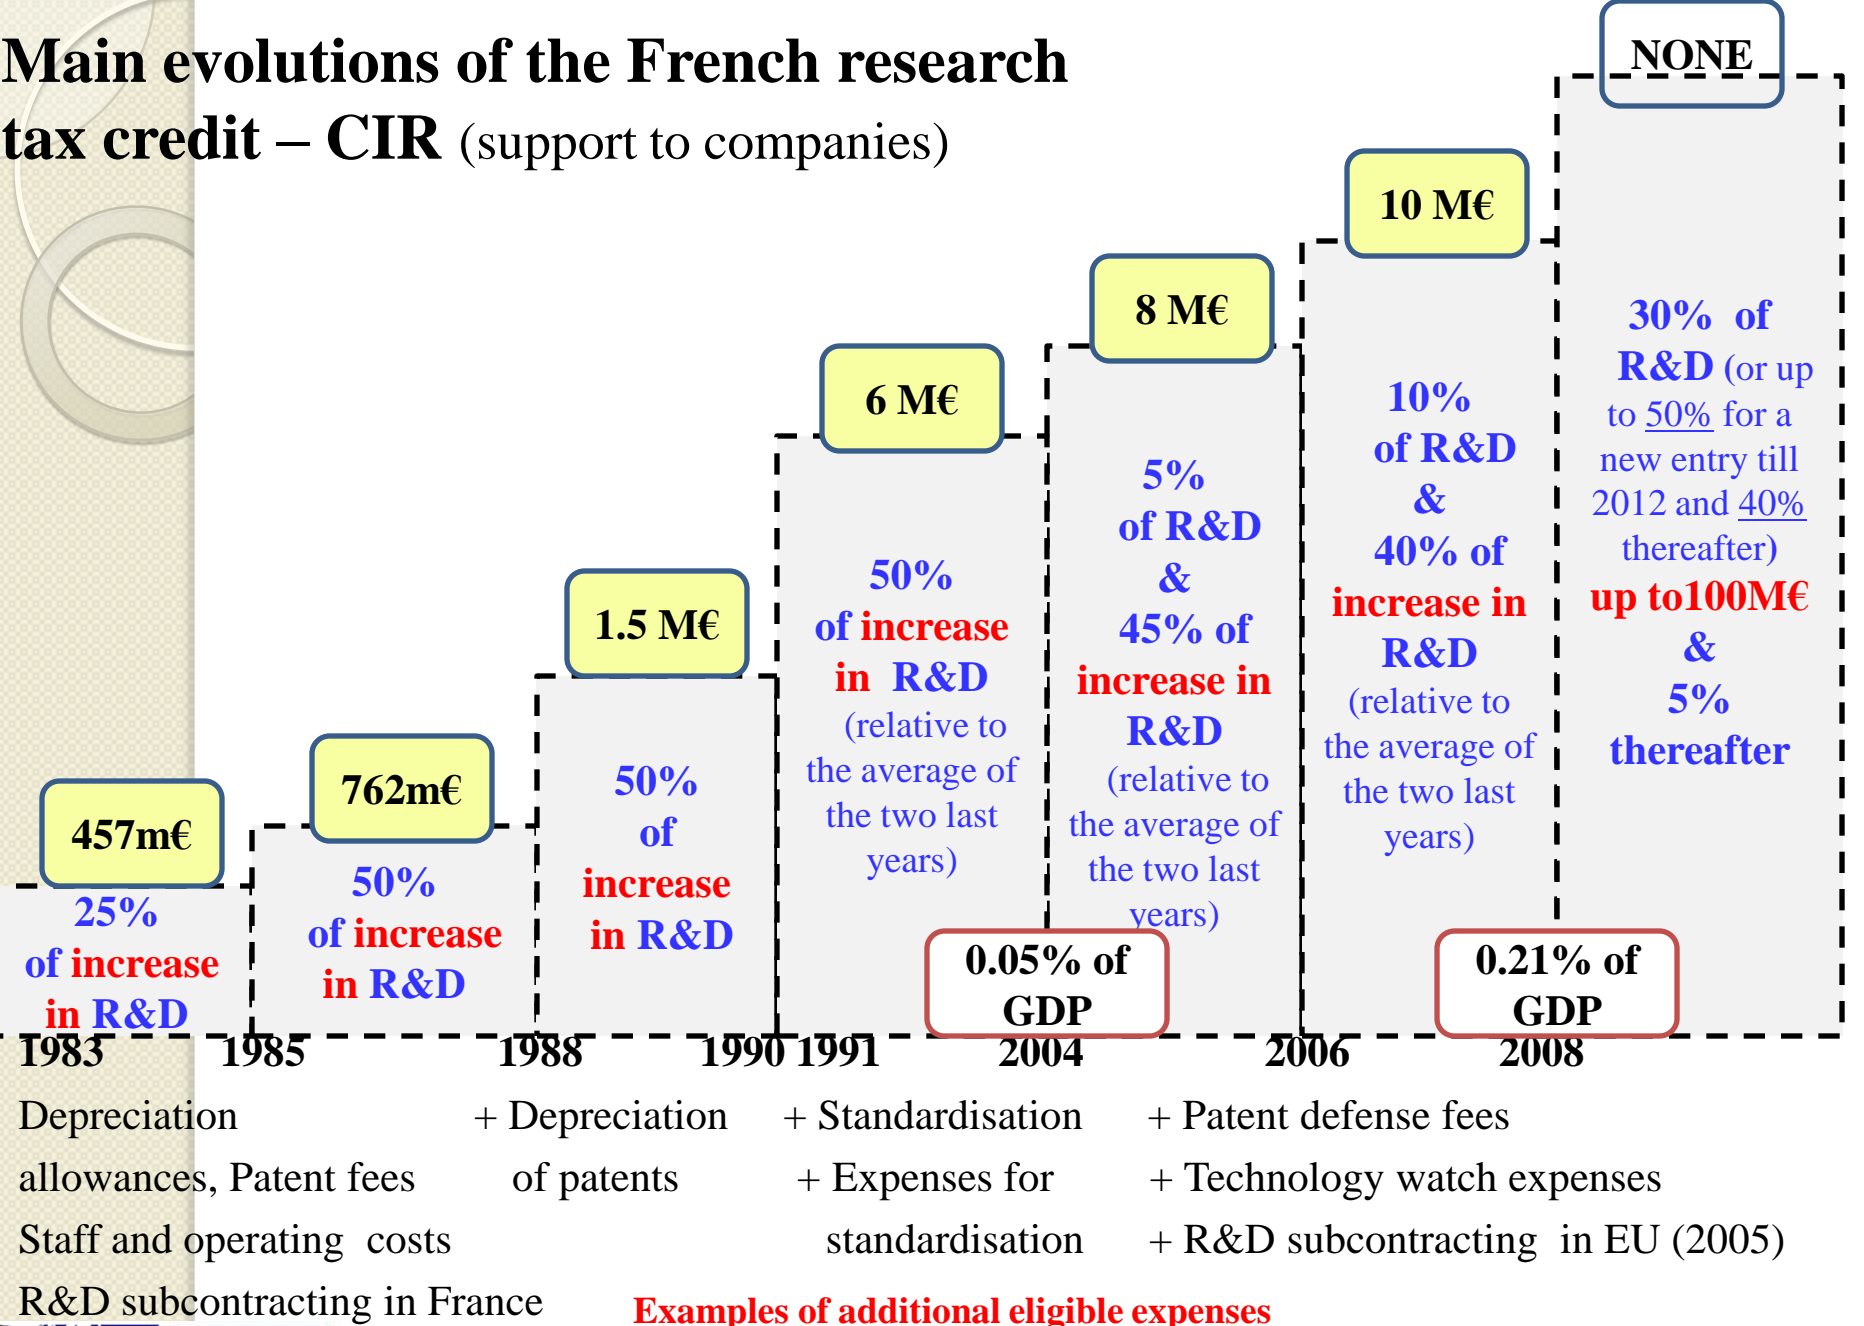 Main evolutions of the French research
tax credit – CIR (support to companies)
457m€
25%
of increase
in R&D
762m€
50%
of increase
in R&D
1.5 M€
50%
of
increase
in R&D
6 M€
50%
of increase
in R&D
(relative to
the average of
the two last
years)
8 M€
5%
of R&D
&
45% of
increase in
R&D
(relative to
the average of
the two last
years)
10 M€
10%
of R&D
&
40% of
increase in
R&D
(relative to
the average of
the two last
years)
NONE
30% of
R&D (or up
to 50% for a
new entry till
2012 and 40%
thereafter)
up to100M€
&
5%
thereafter
0.05% of
GDP
0.21% of
GDP
1983 1985 1988 1990 1991 2004 2006 2008
Depreciation
allowances, Patent fees
Staff and operating costs
R&D subcontracting in France
+ Depreciation
of patents
+ Standardisation
+ Expenses for
standardisation
+ Patent defense fees
+ Technology watch expenses
+ R&D subcontracting in EU (2005)
Examples of additional eligible expenses